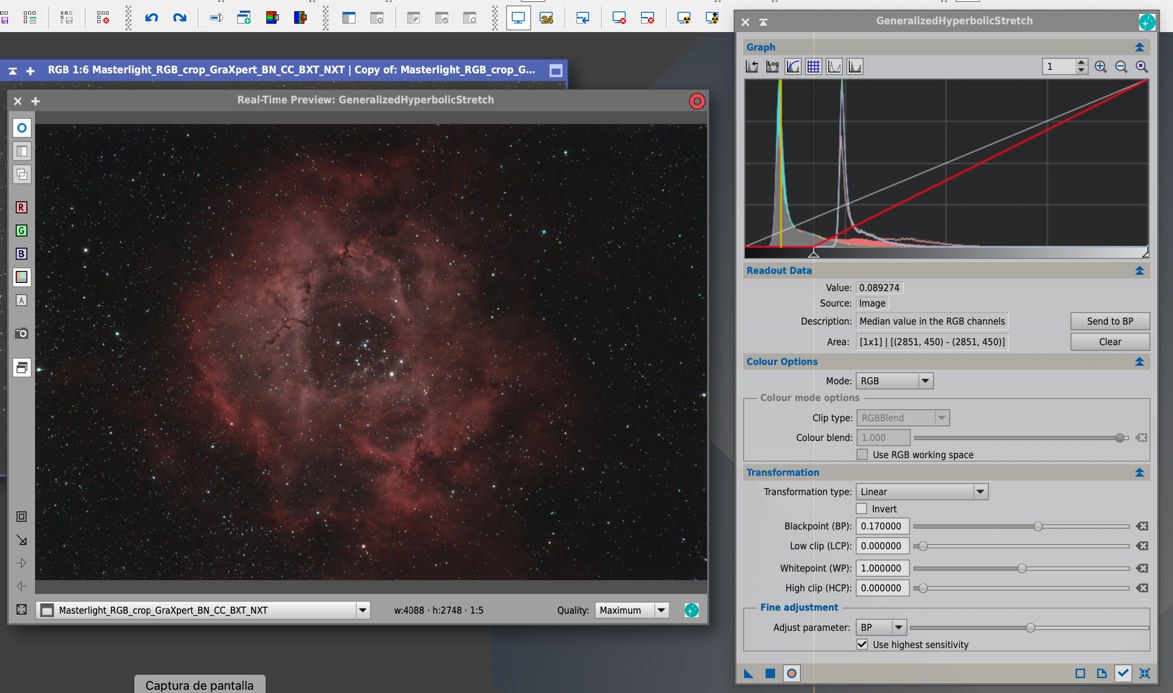 RGB 1:6 Masterlight_RGB_crop_GraXpert_BN_CC_BXT_NXT | Copy of: Masterlight_RGB_crop_G...
Real-Time Preview: GeneralizedHyperbolicStretch
R
G
B
A
Masterlight_RGB_crop_GraXpert_BN_CC_BXT_NXT
w:4088 · h:2748 · 1:5
Quality: Maximum
Captura de pantalla
GeneralizedHyperbolicStretch
Graph
1
Readout Data
Value: 0.089274
Source: Image
Description: Median value in the RGB channels
Send to BP
Area: [1x1] | [(2851, 450) - (2851, 450)]
Clear
Colour Options
Mode: RGB
Colour mode options
Clip type: RGBBlend
Colour blend: 1.000
Use RGB working space
Transformation
Transformation type: Linear
Invert
Blackpoint (BP): 0.170000
Low clip (LCP): 0.000000
Whitepoint (WP): 1.000000
High clip (HCP): 0.000000
Fine adjustment
Adjust parameter: BP
Use highest sensitivity